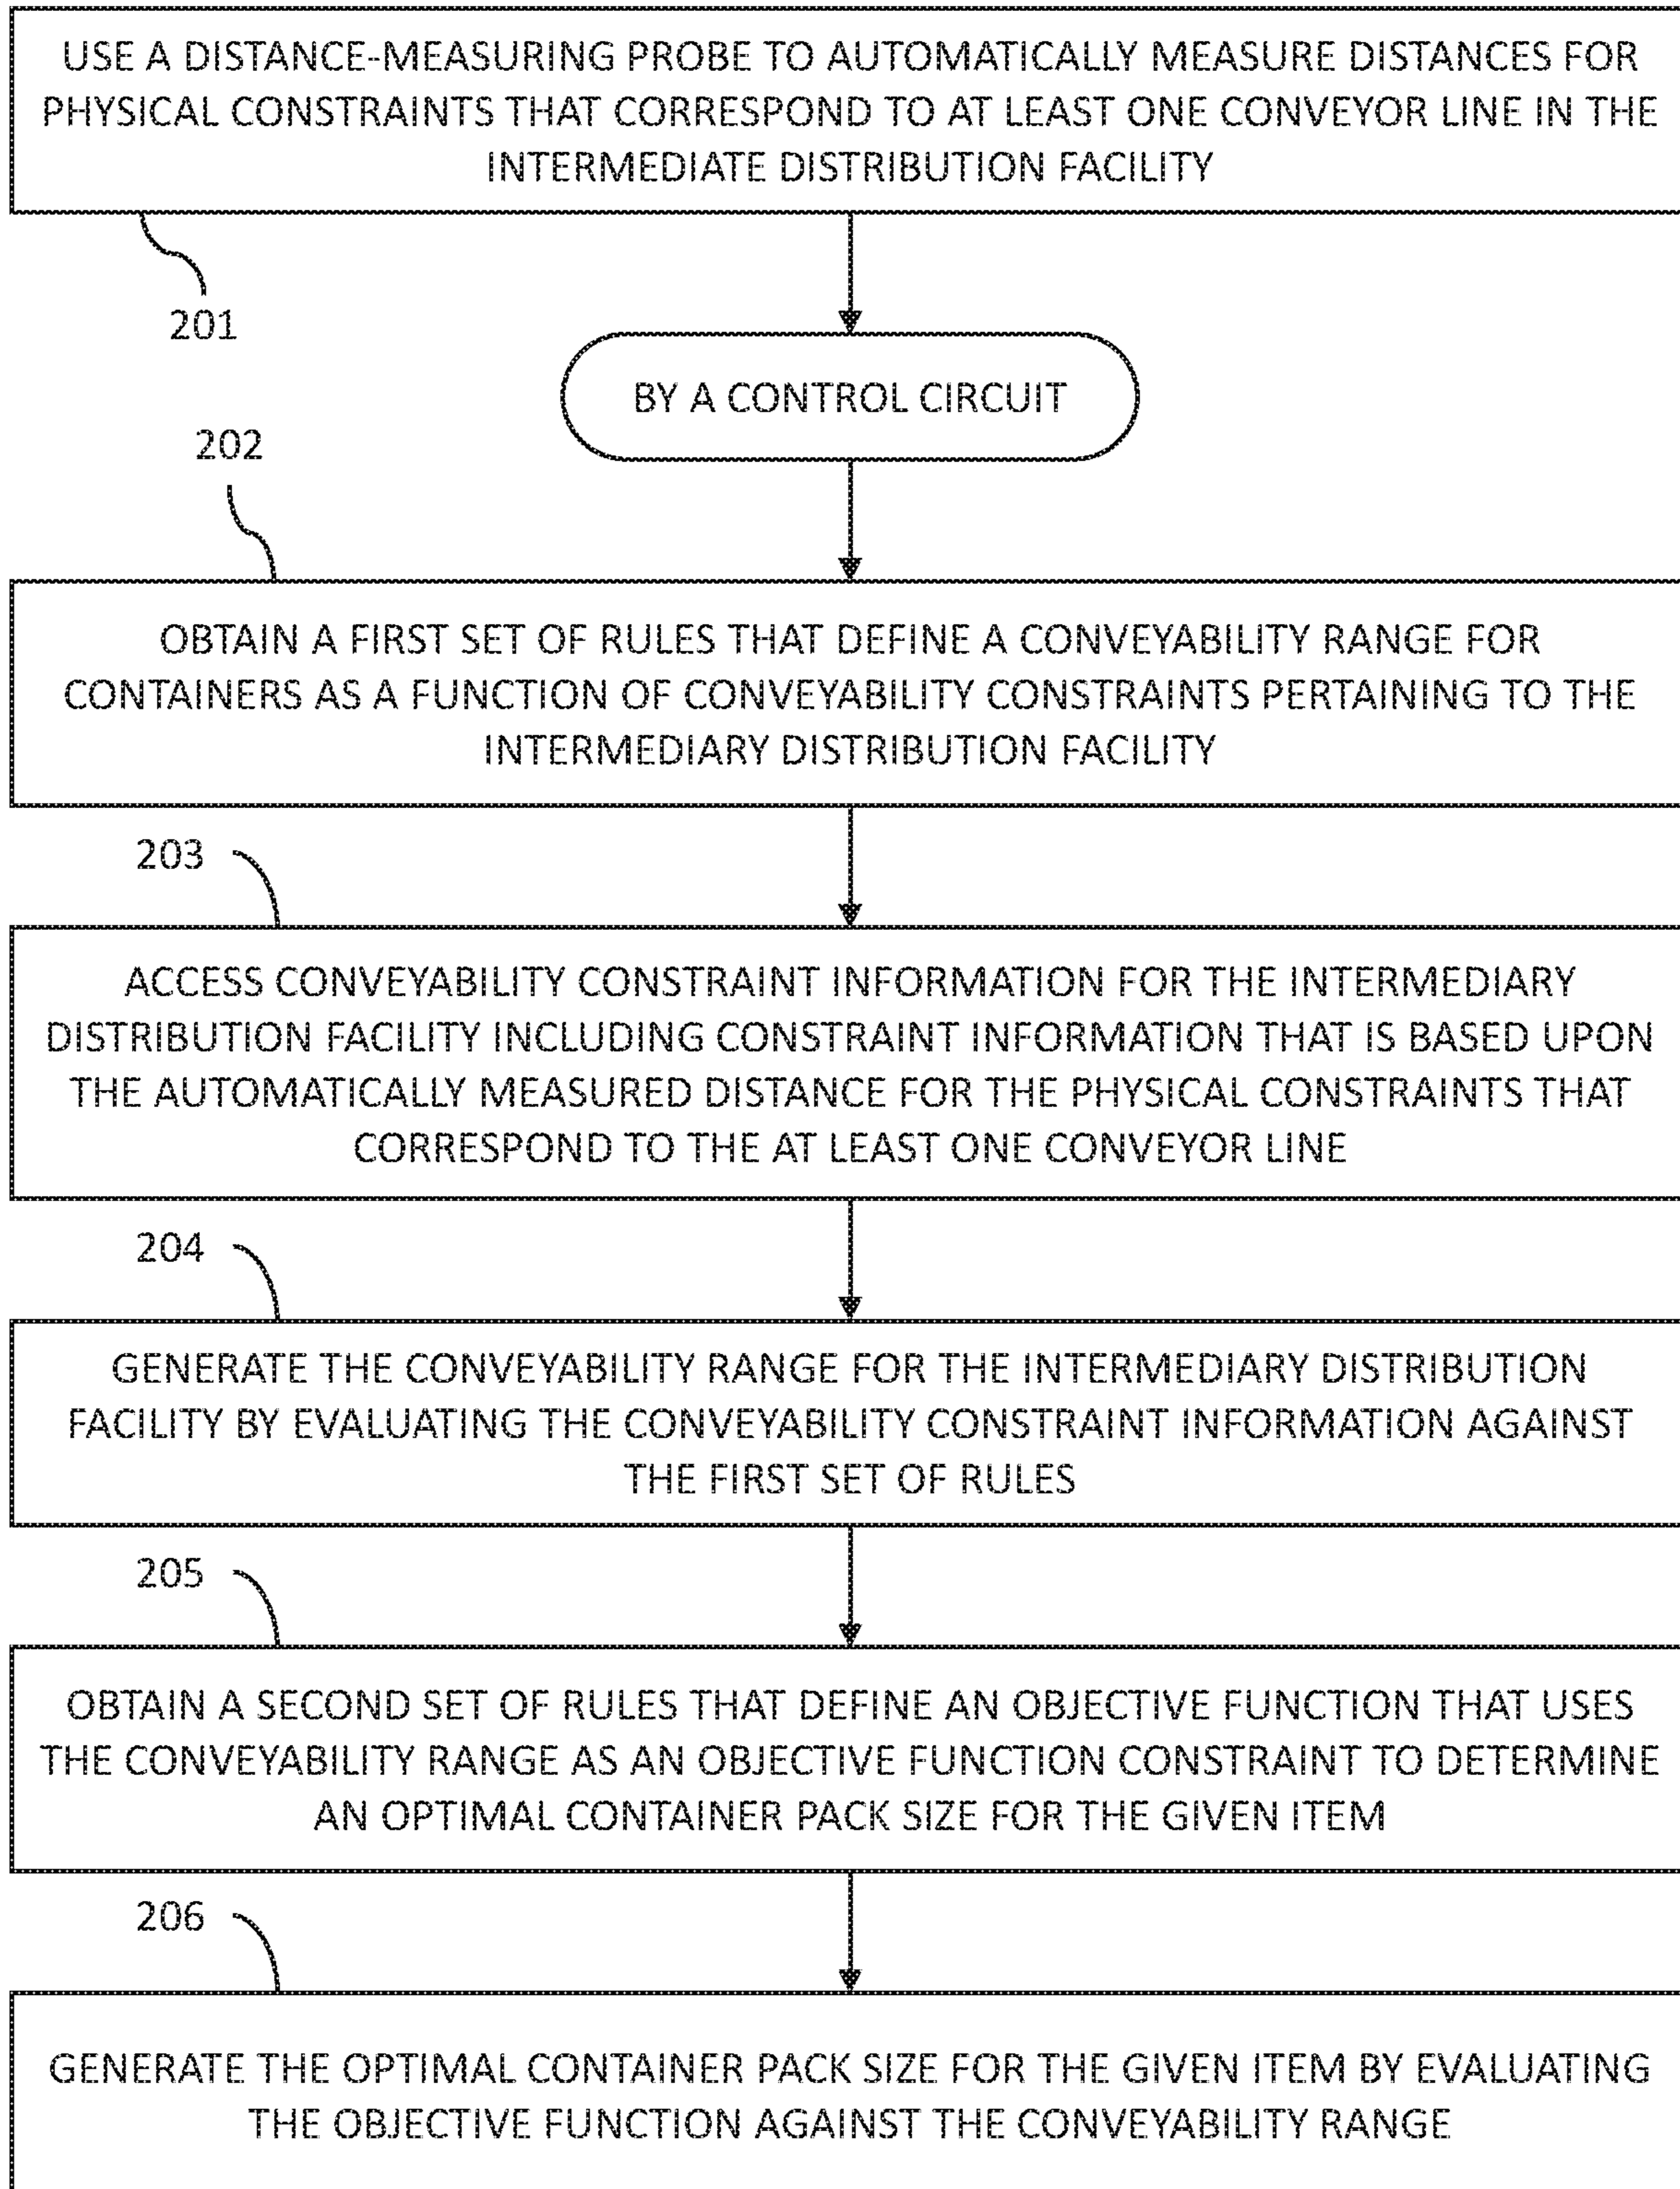 USE A DISTANCE-MEASURING PROBE TO AUTOMATICALLY MEASURE DISTANCES FOR
PHYSICAL CONSTRAINTS THAT CORRESPOND TO AT LEAST ONE CONVEYOR LINE IN THE
INTERMEDIATE DISTRIBUTION FACILITY
201
BY A CONTROL CIRCUIT
202
OBTAIN A FIRST SET OF RULES THAT DEFINE A CONVEYABILITY RANGE FOR
CONTAINERS AS A FUNCTION OF CONVEYABILITY CONSTRAINTS PERTAINING TO THE
INTERMEDIARY DISTRIBUTION FACILITY
203
ACCESS CONVEYABILITY CONSTRAINT INFORMATION FOR THE INTERMEDIARY
DISTRIBUTION FACILITY INCLUDING CONSTRAINT INFORMATION THAT IS BASED UPON
THE AUTOMATICALLY MEASURED DISTANCE FOR THE PHYSICAL CONSTRAINTS THAT
CORRESPOND TO THE AT LEAST ONE CONVEYOR LINE
204
GENERATE THE CONVEYABILITY RANGE FOR THE INTERMEDIARY DISTRIBUTION
FACILITY BY EVALUATING THE CONVEYABILITY CONSTRAINT INFORMATION AGAINST
THE FIRST SET OF RULES
205
OBTAIN A SECOND SET OF RULES THAT DEFINE AN OBJECTIVE FUNCTION THAT USES
THE CONVEYABILITY RANGE AS AN OBJECTIVE FUNCTION CONSTRAINT TO DETERMINE
AN OPTIMAL CONTAINER PACK SIZE FOR THE GIVEN ITEM
206
GENERATE THE OPTIMAL CONTAINER PACK SIZE FOR THE GIVEN ITEM BY EVALUATING
THE OBJECTIVE FUNCTION AGAINST THE CONVEYABILITY RANGE